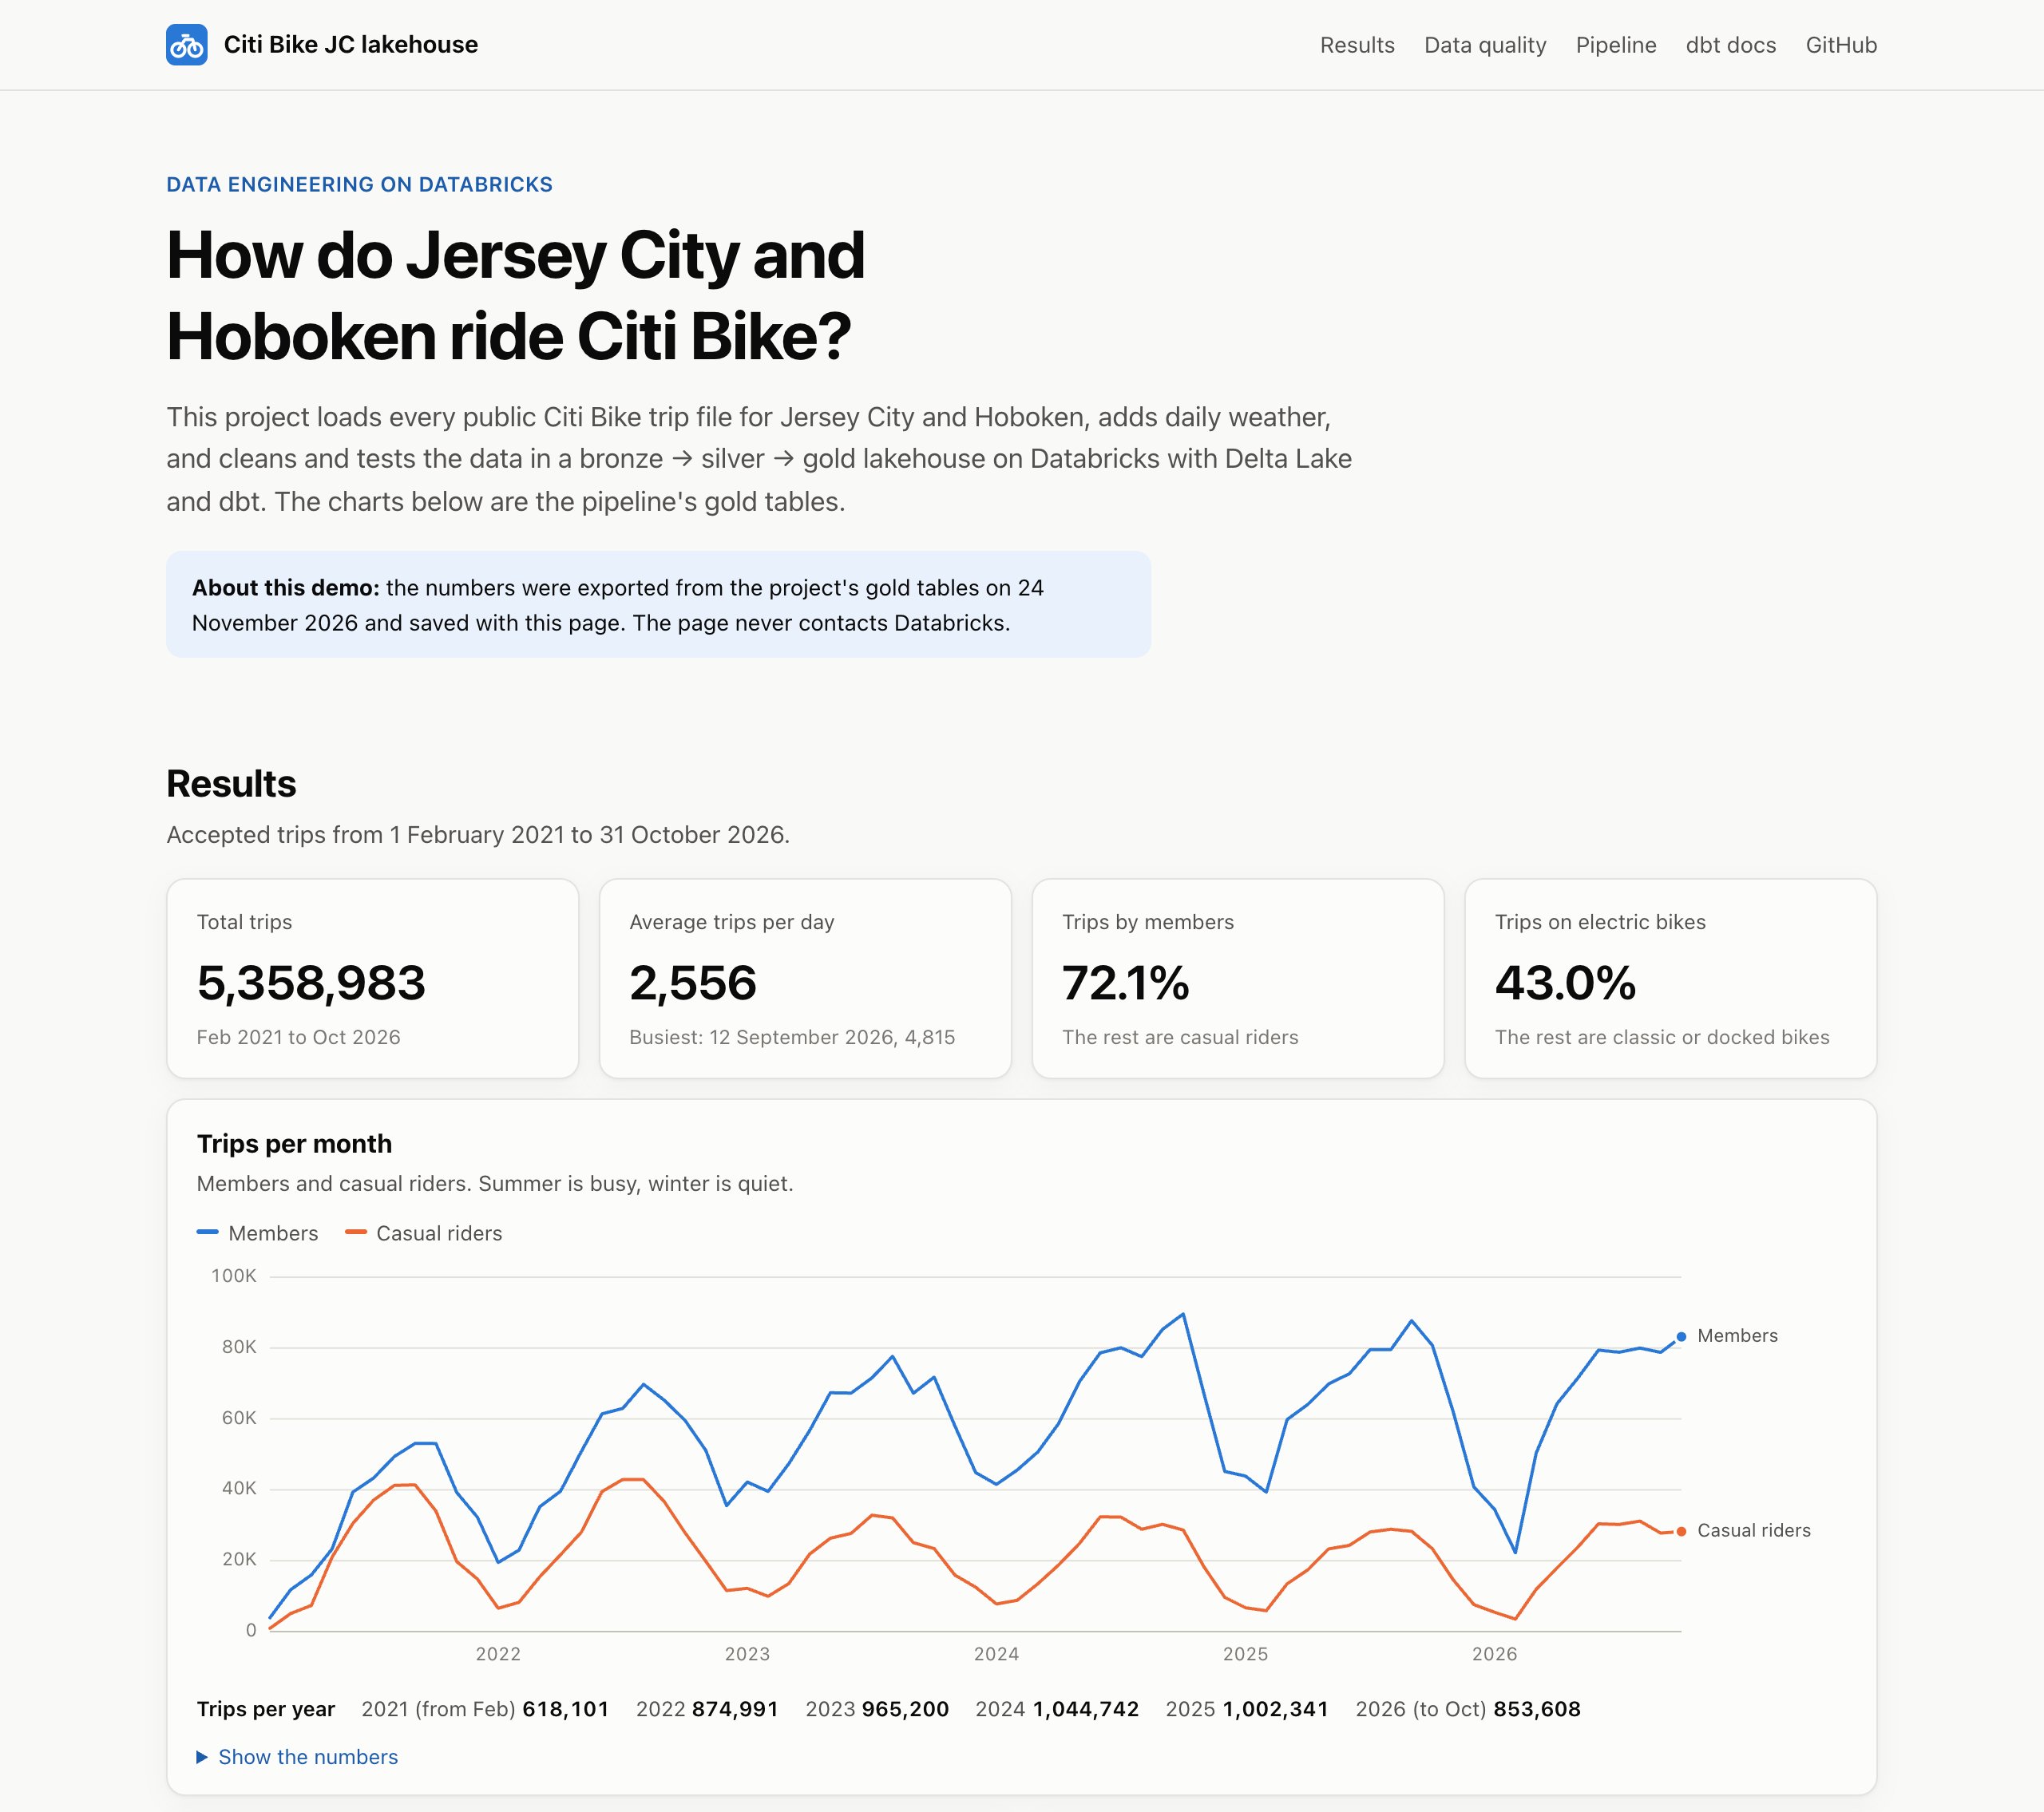 Citi Bike JC lakehouse
Results Data quality Pipeline dbt docs GitHub
DATA ENGINEERING ON DATABRICKS
How do Jersey City and
Hoboken ride Citi Bike?
This project loads every public Citi Bike trip file for Jersey City and Hoboken, adds daily weather,
and cleans and tests the data in a bronze → silver → gold lakehouse on Databricks with Delta Lake
and dbt. The charts below are the pipeline's gold tables.
About this demo: the numbers were exported from the project's gold tables on 24
November 2026 and saved with this page. The page never contacts Databricks.
Results
Accepted trips from 1 February 2021 to 31 October 2026.
Total trips
5,358,983
Feb 2021 to Oct 2026
Average trips per day
2,556
Busiest: 12 September 2026, 4,815
Trips by members
72.1%
The rest are casual riders
Trips on electric bikes
43.0%
The rest are classic or docked bikes
Trips per month
Members and casual riders. Summer is busy, winter is quiet.
Members Casual riders
100K
80K
60K
40K
20K
0
Members
Casual riders
2022 2023 2024 2025 2026
Trips per year 2021 (from Feb) 618,101 2022 874,991 2023 965,200 2024 1,044,742 2025 1,002,341 2026 (to Oct) 853,608
Show the numbers